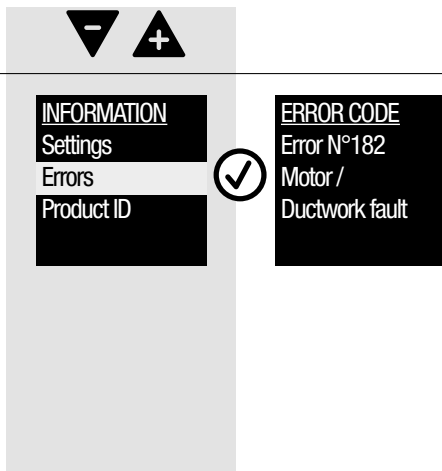 INFORMATION
Settings
Errors
Product ID
ERROR CODE
Error N°182
Motor /
Ductwork fault